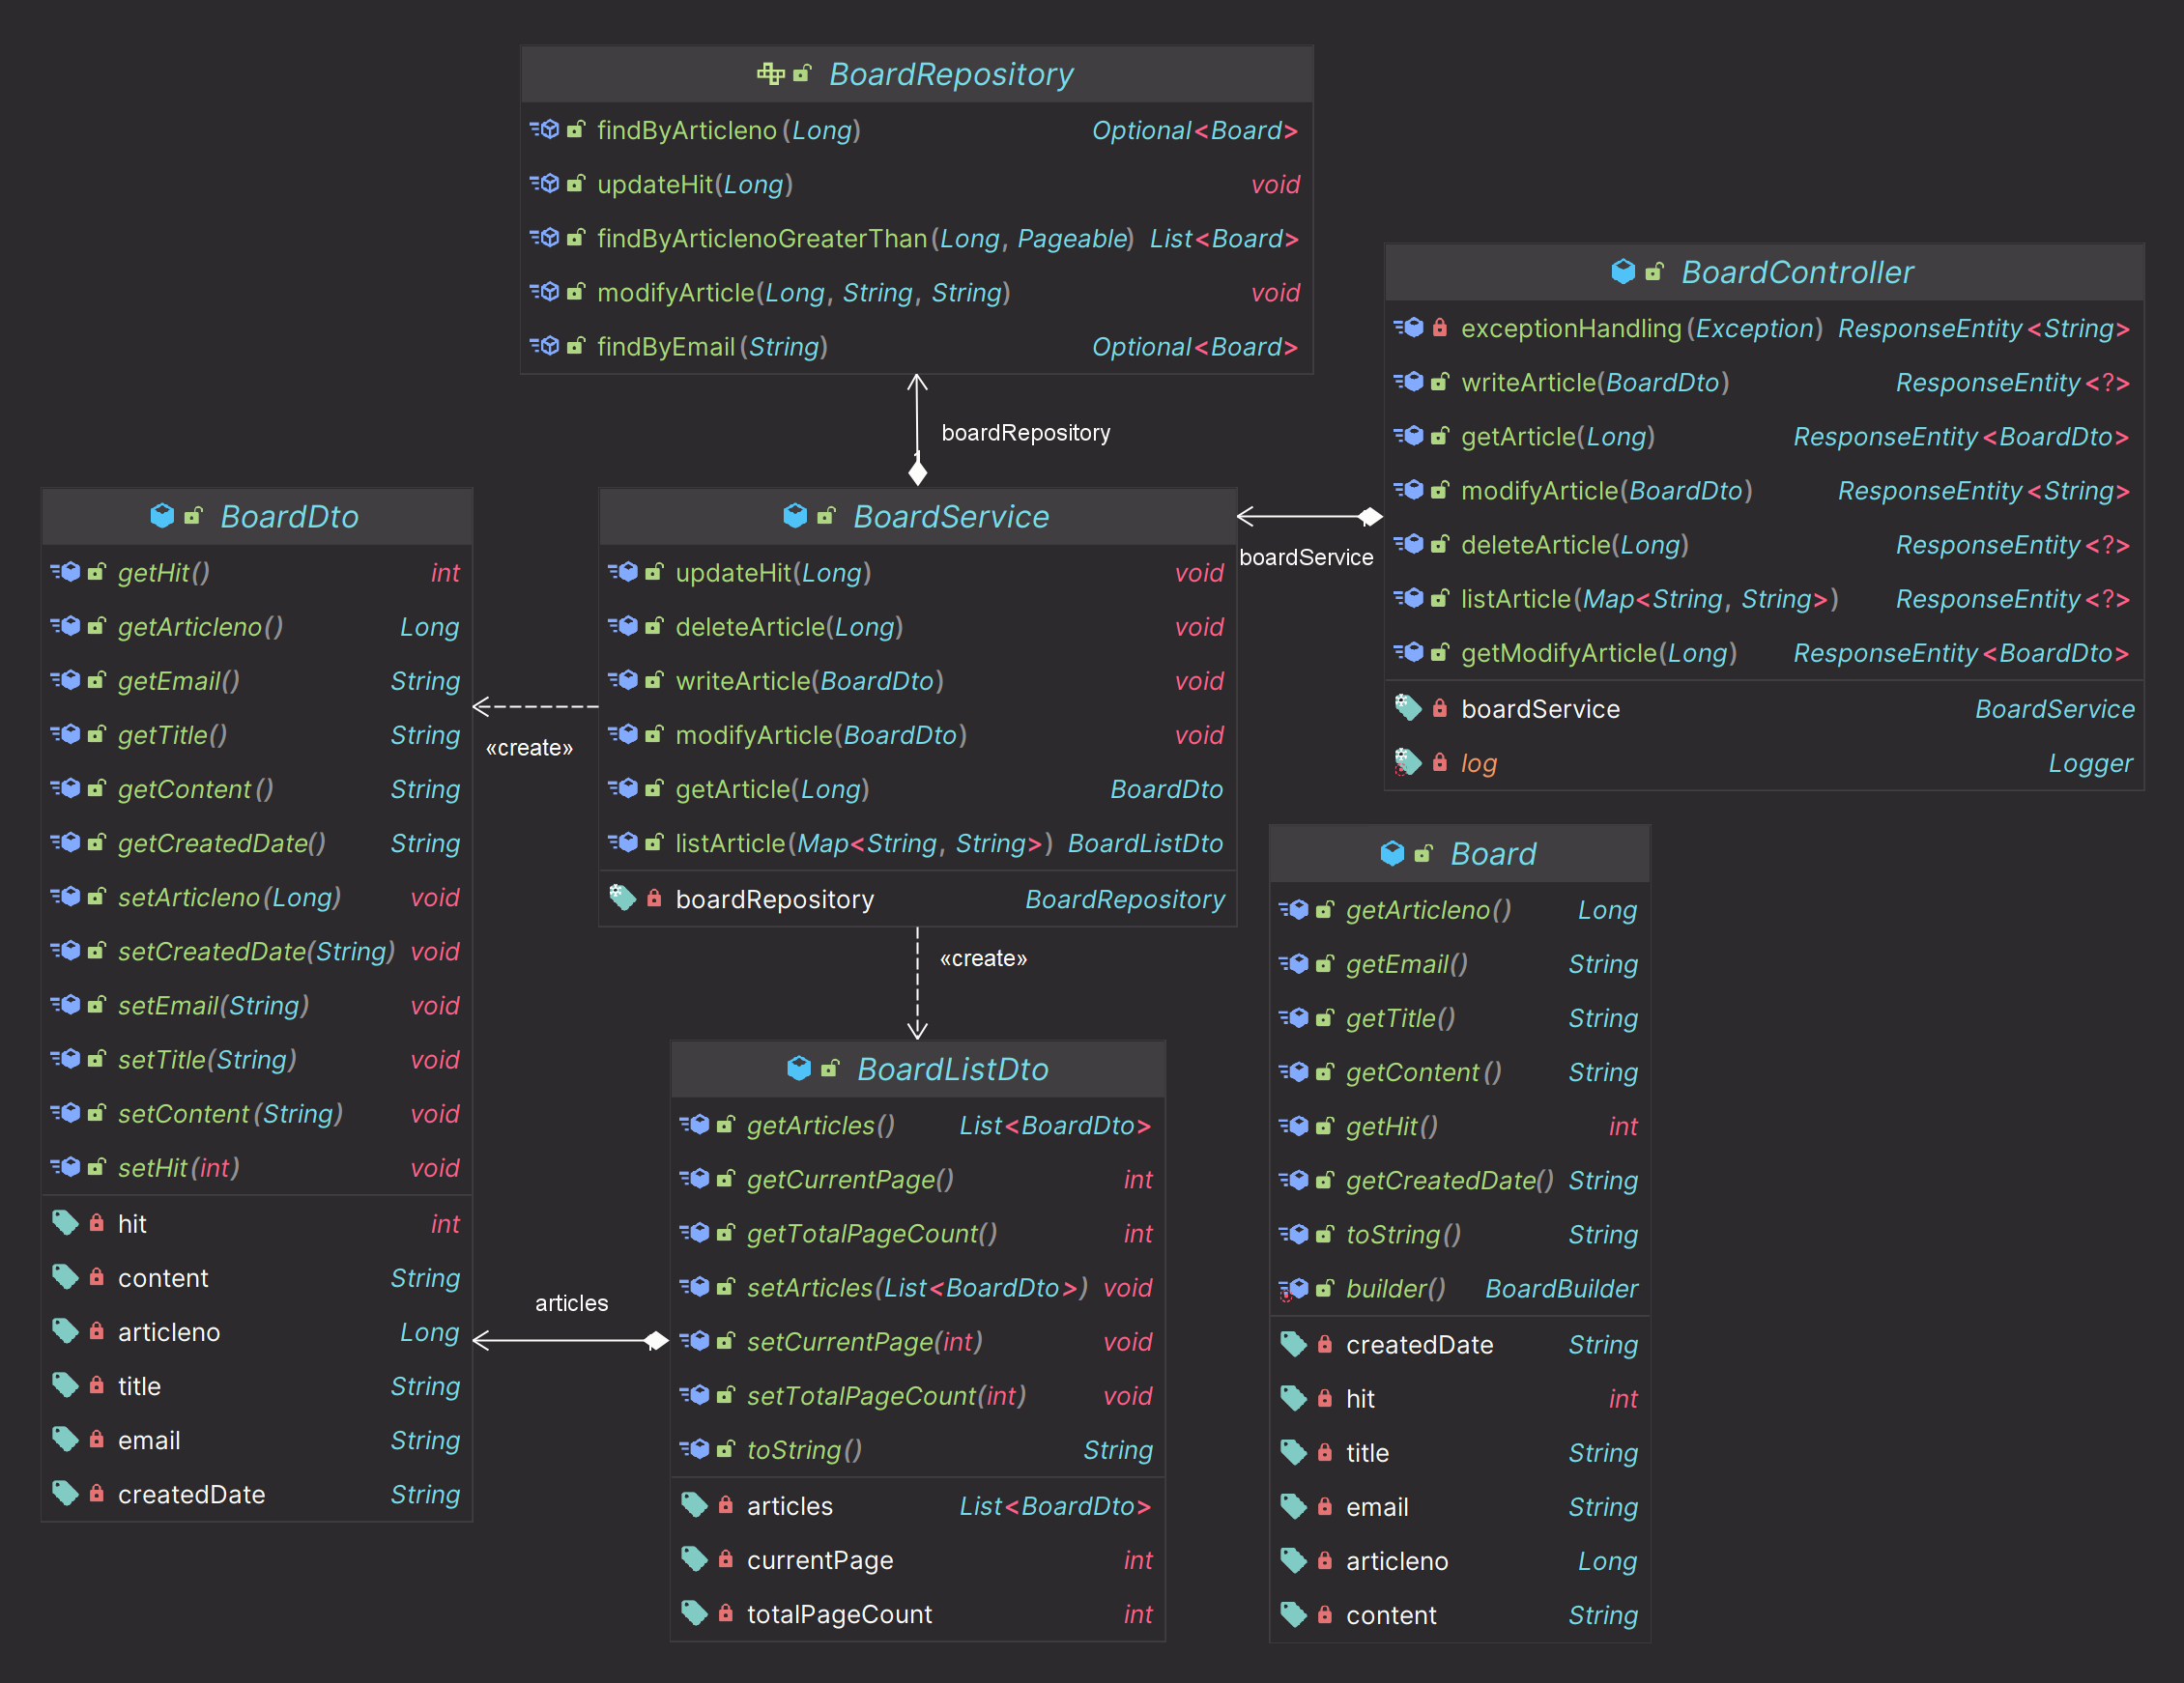 BoardRepository
findByArticleno(Long) Optional<Board>
updateHit(Long) void
findByArticlenoGreaterThan(Long, Pageable) List<Board>
modifyArticle(Long, String, String) void
findByEmail(String) Optional<Board>
boardRepository
1
BoardController
exceptionHandling(Exception) ResponseEntity<String>
writeArticle(BoardDto) ResponseEntity<?>
getArticle(Long) ResponseEntity<BoardDto>
modifyArticle(BoardDto) ResponseEntity<String>
deleteArticle(Long) ResponseEntity<?>
listArticle(Map<String, String>) ResponseEntity<?>
getModifyArticle(Long) ResponseEntity<BoardDto>
boardService BoardService
log Logger
boardService
1
BoardDto
getHit() int
getArticleno() Long
getEmail() String
getTitle() String
getContent() String
getCreatedDate() String
setArticleno(Long) void
setCreatedDate(String) void
setEmail(String) void
setTitle(String) void
setContent(String) void
setHit(int) void
hit int
content String
articleno Long
title String
email String
createdDate String
«create»
BoardService
updateHit(Long) void
deleteArticle(Long) void
writeArticle(BoardDto) void
modifyArticle(BoardDto) void
getArticle(Long) BoardDto
listArticle(Map<String, String>) BoardListDto
boardRepository BoardRepository
«create»
BoardListDto
getArticles() List<BoardDto>
getCurrentPage() int
getTotalPageCount() int
setArticles(List<BoardDto>) void
setCurrentPage(int) void
setTotalPageCount(int) void
toString() String
articles List<BoardDto>
currentPage int
totalPageCount int
articles
1
Board
getArticleno() Long
getEmail() String
getTitle() String
getContent() String
getHit() int
getCreatedDate() String
toString() String
builder() BoardBuilder
createdDate String
hit int
title String
email String
articleno Long
content String